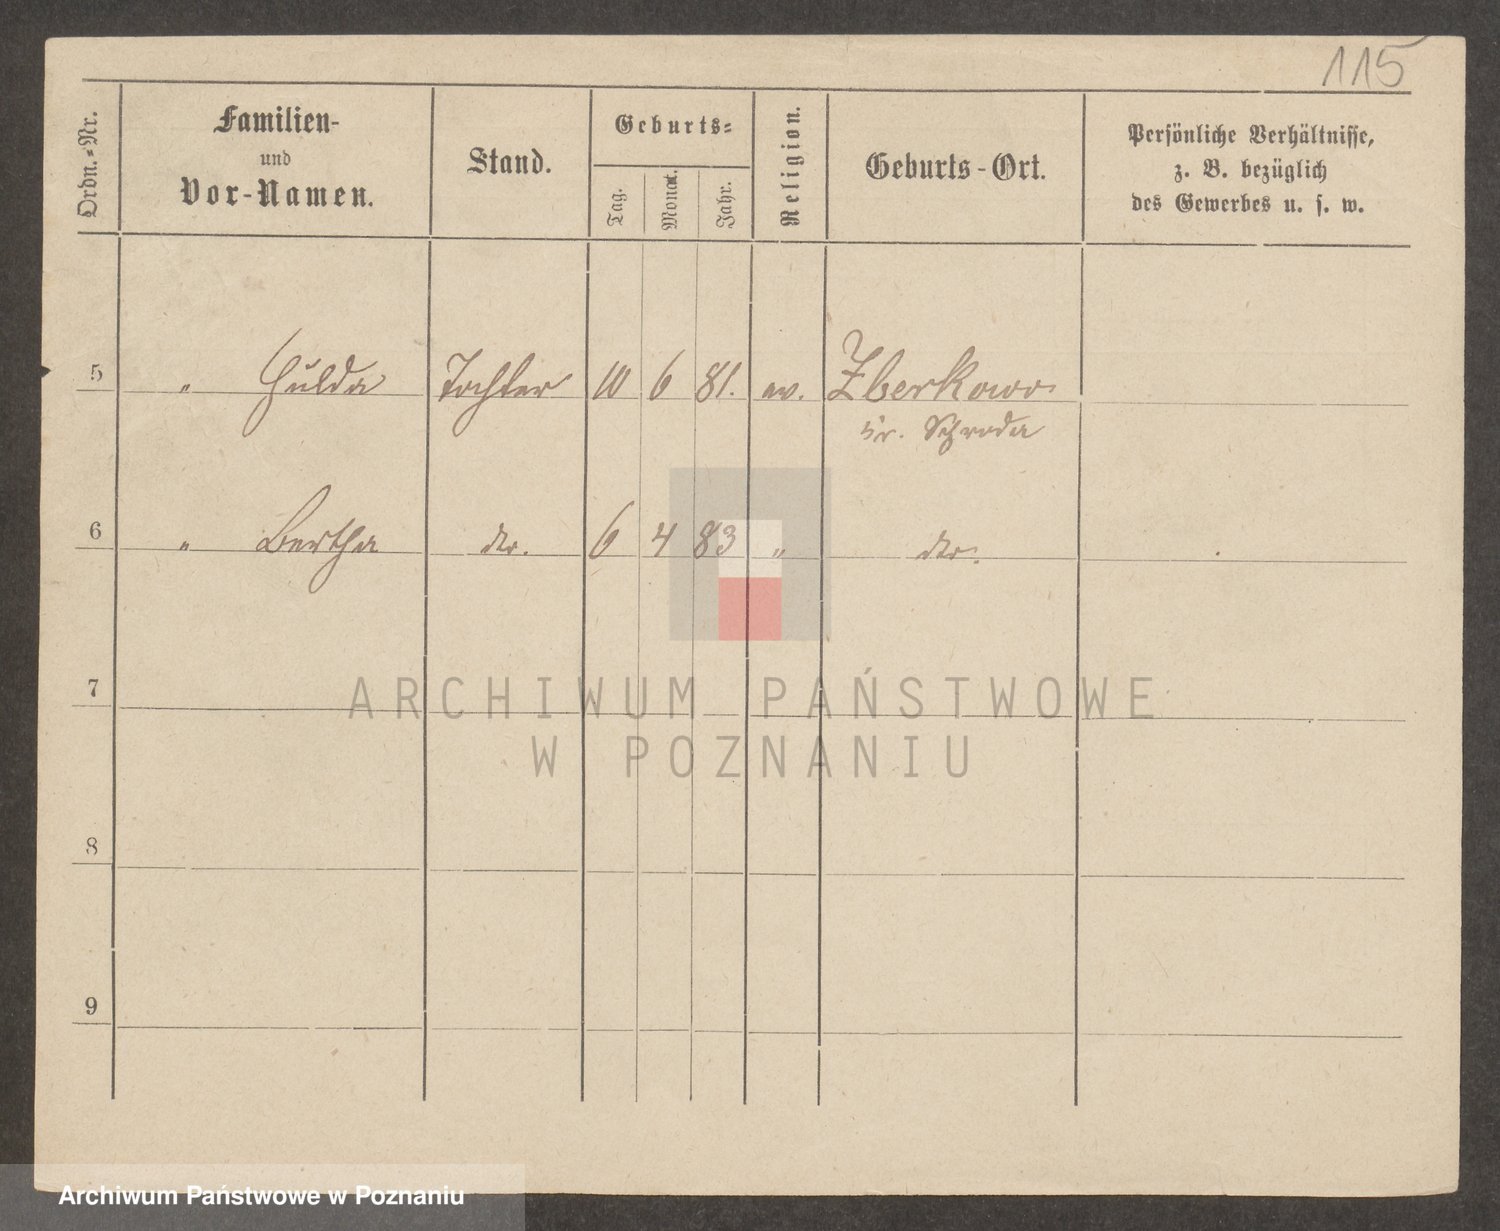 115
Ordn.-Nr.
Familien-
und
Vor-Namen.
Stand.
Geburts-
Tag.
Monat.
Jahr.
Religion.
Geburts-Ort.
Persönliche Verhältnisse,
z. B. bezüglich
des Gewerbes u. s. w.
5 " Hulda Tochter 10 6 81. ev. Zberkowo
Kr. Schroda
6 " Bertha dto. 6 4 83 " dto.
7
8
9
ARCHIWUM PAŃSTWOWE
W POZNANIU
Archiwum Państwowe w Poznaniu